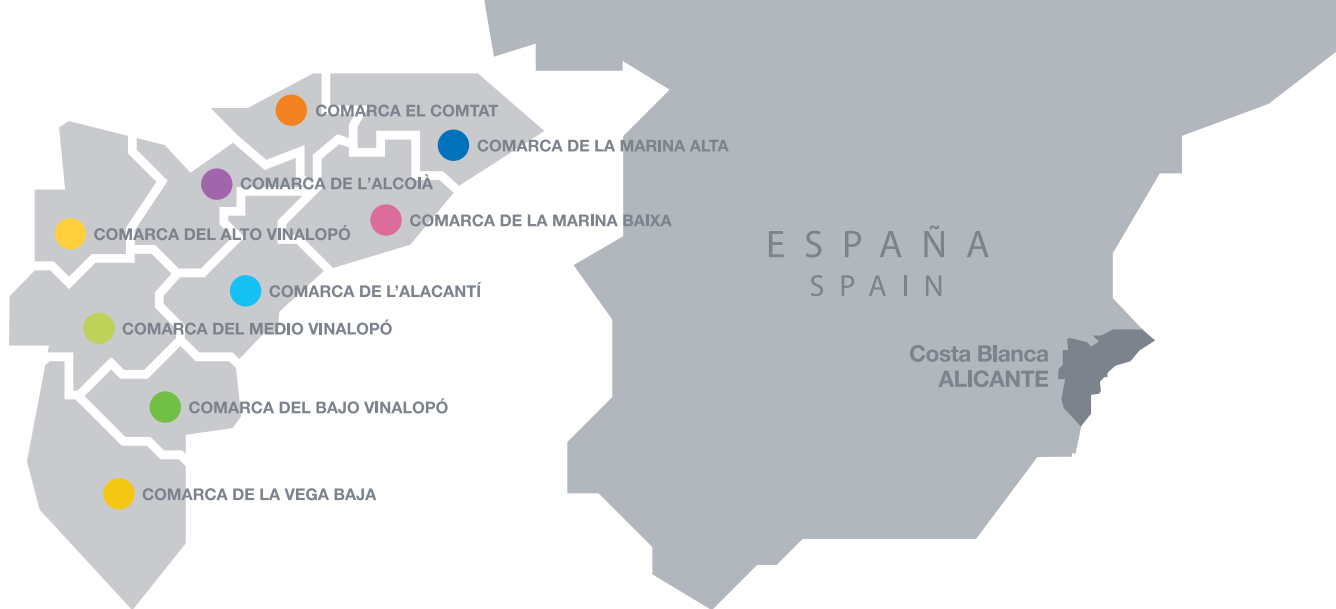 COMARCA EL COMTAT
COMARCA DE LA MARINA ALTA
COMARCA DE L'ALCOIÀ
COMARCA DE LA MARINA BAIXA
COMARCA DEL ALTO VINALOPÓ
COMARCA DE L'ALACANTÍ
COMARCA DEL MEDIO VINALOPÓ
COMARCA DEL BAJO VINALOPÓ
COMARCA DE LA VEGA BAJA
ESPAÑA
SPAIN
Costa Blanca
ALICANTE